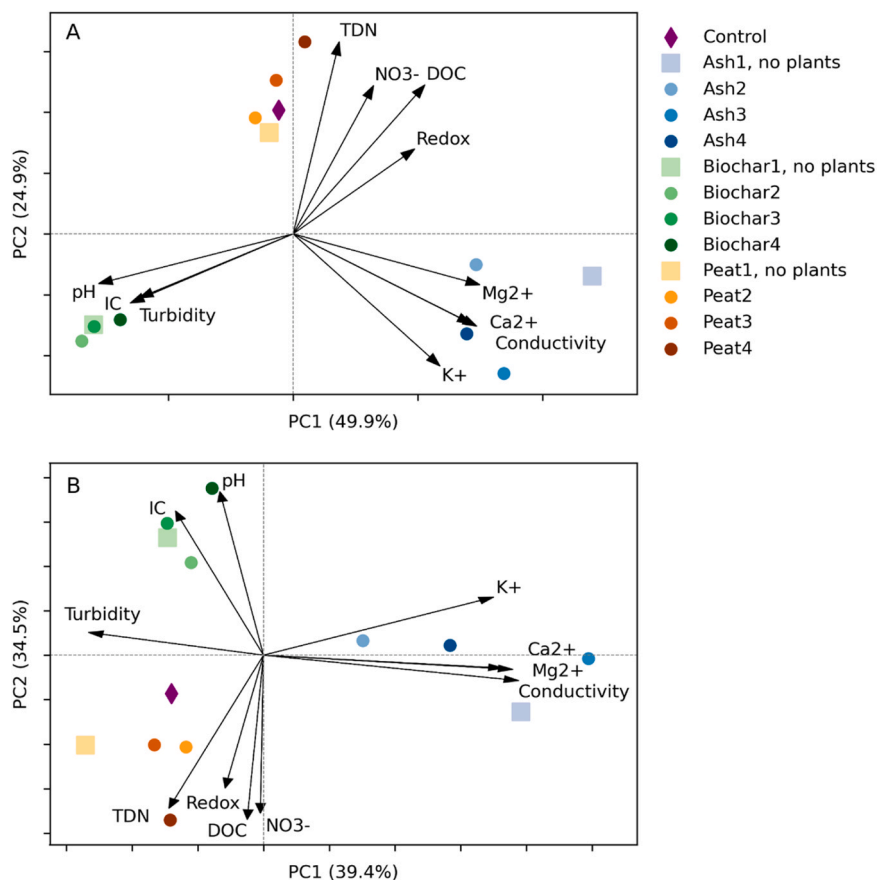 A
TDN
NO3- DOC
Redox
pH
IC
Turbidity
Mg2+
Ca2+
Conductivity
K+
PC2 (24.9%)
PC1 (49.9%)
Control
Ash1, no plants
Ash2
Ash3
Ash4
Biochar1, no plants
Biochar2
Biochar3
Biochar4
Peat1, no plants
Peat2
Peat3
Peat4
B
pH
IC
K+
Turbidity
Ca2+
Mg2+
Conductivity
Redox
TDN
DOC
NO3-
PC2 (34.5%)
PC1 (39.4%)